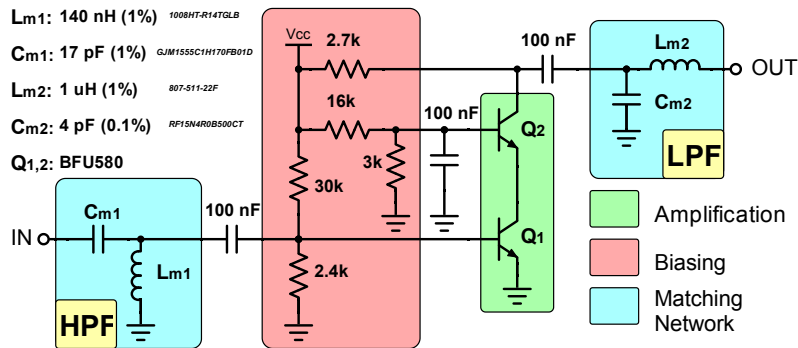 Lm1: 140 nH (1%) 1008HT-R14TGLB
Cm1: 17 pF (1%) GJM1555C1H170FB01D
Lm2: 1 uH (1%) 807-511-22F
Cm2: 4 pF (0.1%) RF15N4R0B500CT
Q1,2: BFU580
Vcc
2.7k
100 nF
Lm2
OUT
Cm2
LPF
16k
100 nF
3k
Q2
30k
Cm1
100 nF
IN
Q1
Lm1
2.4k
HPF
Amplification
Biasing
Matching
Network